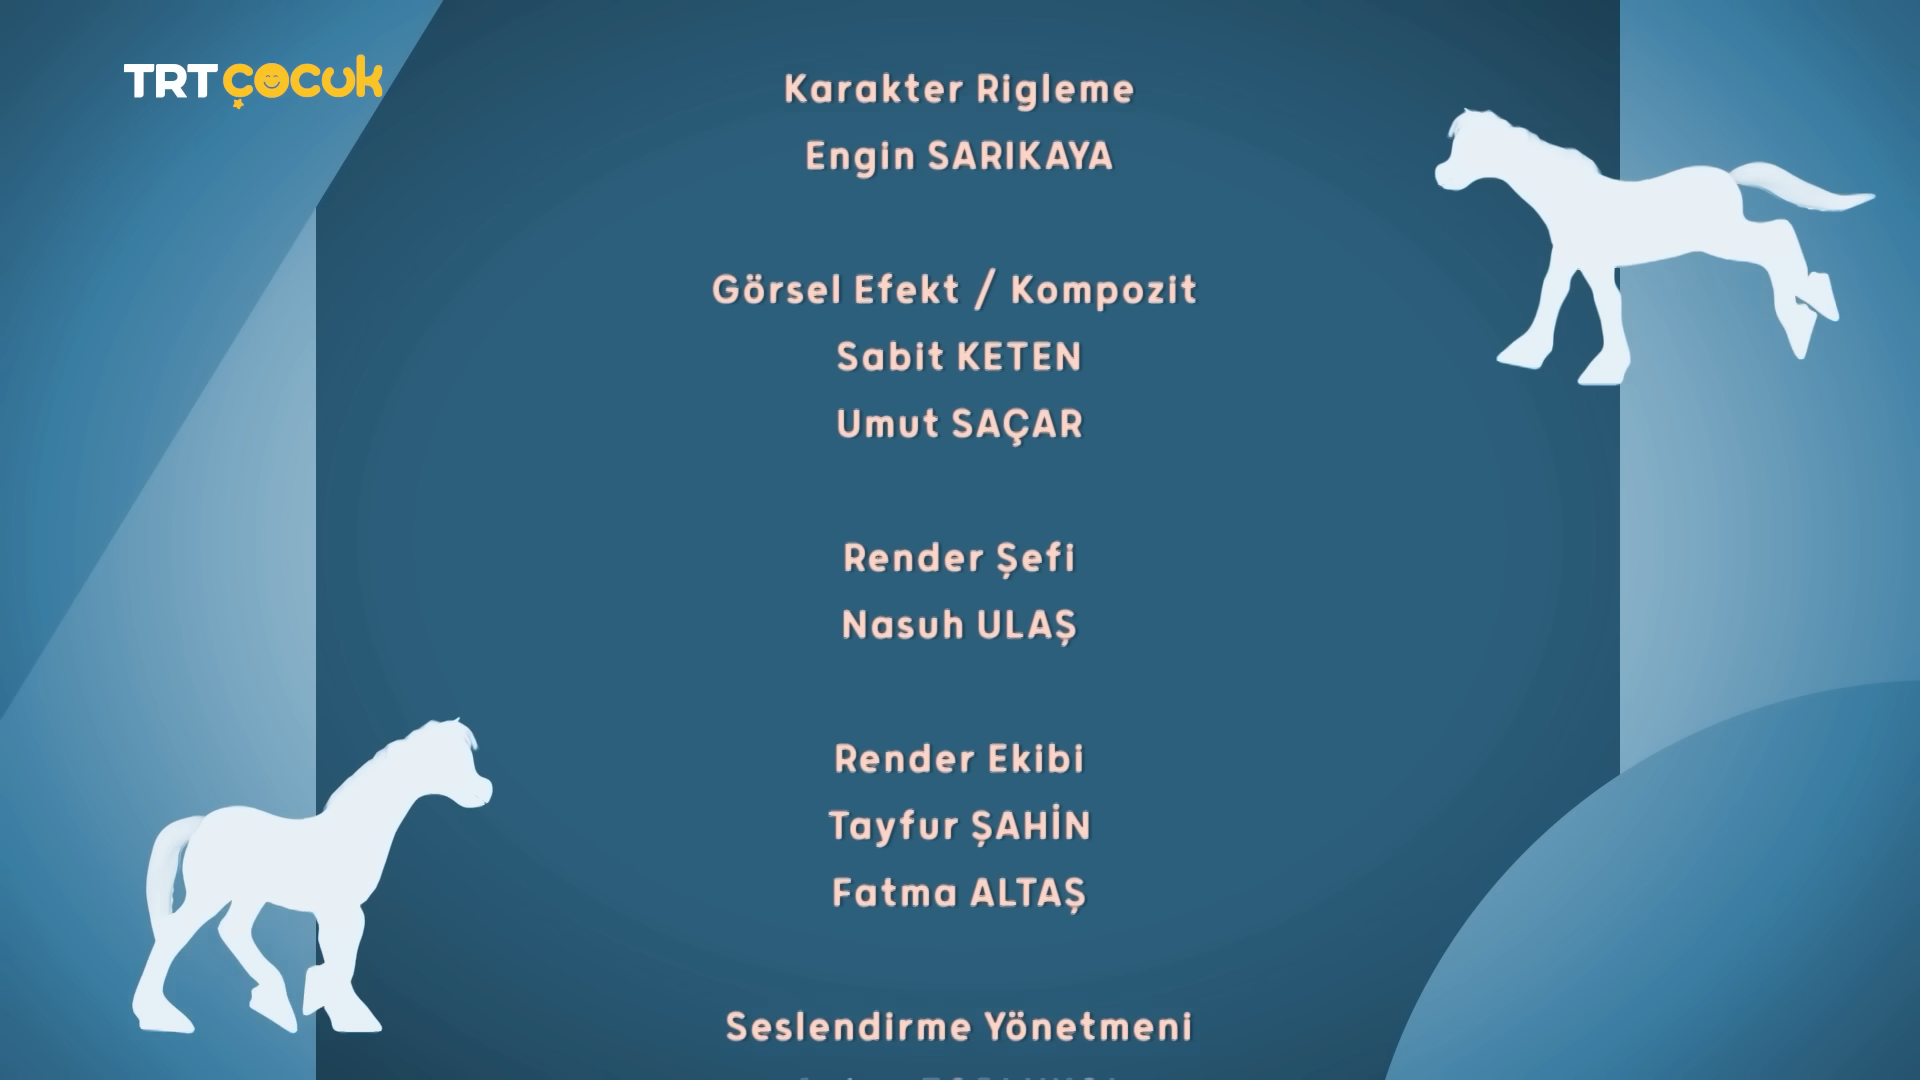 TRT çocuk
Karakter Rigleme
Engin SARIKAYA
Görsel Efekt / Kompozit
Sabit KETEN
Umut SAÇAR
Render Şefi
Nasuh ULAŞ
Render Ekibi
Tayfur ŞAHİN
Fatma ALTAŞ
Seslendirme Yönetmeni